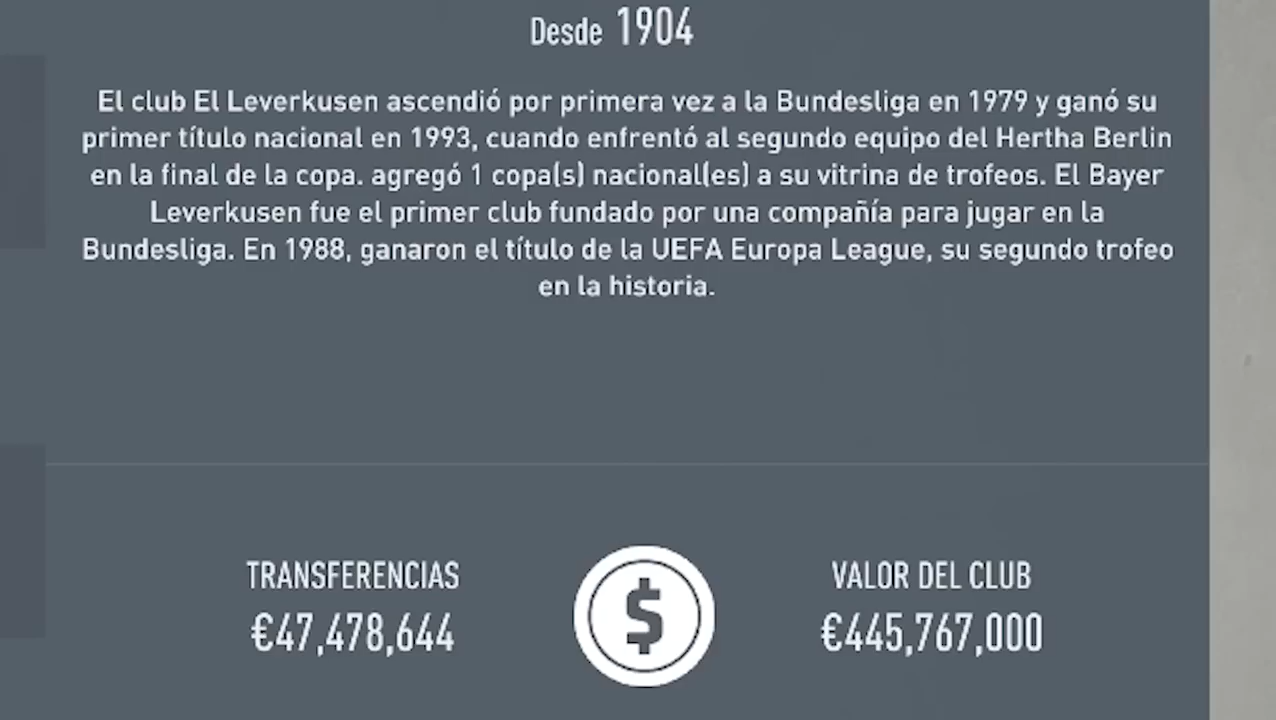 Desde 1904
El club El Leverkusen ascendió por primera vez a la Bundesliga en 1979 y ganó su
primer título nacional en 1993, cuando enfrentó al segundo equipo del Hertha Berlin
en la final de la copa. agregó 1 copa(s) nacional(es) a su vitrina de trofeos. El Bayer
Leverkusen fue el primer club fundado por una compañía para jugar en la
Bundesliga. En 1988, ganaron el título de la UEFA Europa League, su segundo trofeo
en la historia.
TRANSFERENCIAS
€47,478,644
$
VALOR DEL CLUB
€445,767,000